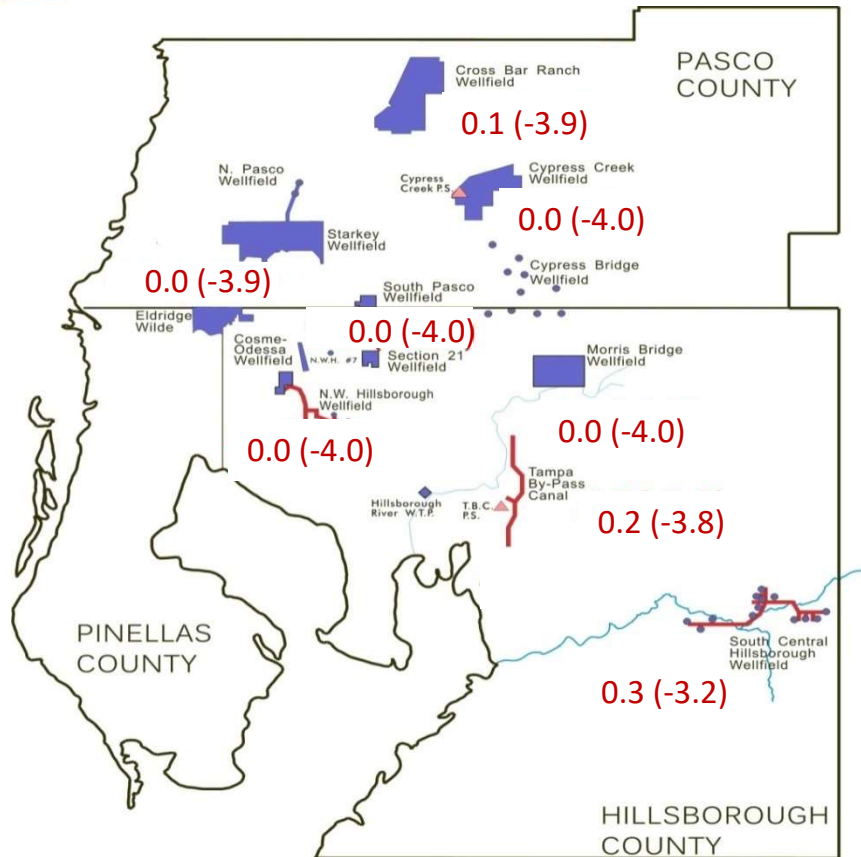 PASCO
COUNTY
Cross Bar Ranch
Wellfield
0.1 (-3.9)
N. Pasco
Wellfield
Cypress
Creek P.S.
Cypress Creek
Wellfield
0.0 (-4.0)
Starkey
Wellfield
0.0 (-3.9)
Cypress Bridge
Wellfield
South Pasco
Wellfield
Eldridge
Wilde
0.0 (-4.0)
Cosme-
Odessa
Wellfield
N.W.H. #7
Section 21
Wellfield
Morris Bridge
Wellfield
N.W. Hillsborough
Wellfield
0.0 (-4.0)
0.0 (-4.0)
Tampa
By-Pass
Canal
Hillsborough
River W.T.P.
T.B.C.
P.S.
0.2 (-3.8)
PINELLAS
COUNTY
South Central
Hillsborough
Wellfield
0.3 (-3.2)
HILLSBOROUGH
COUNTY